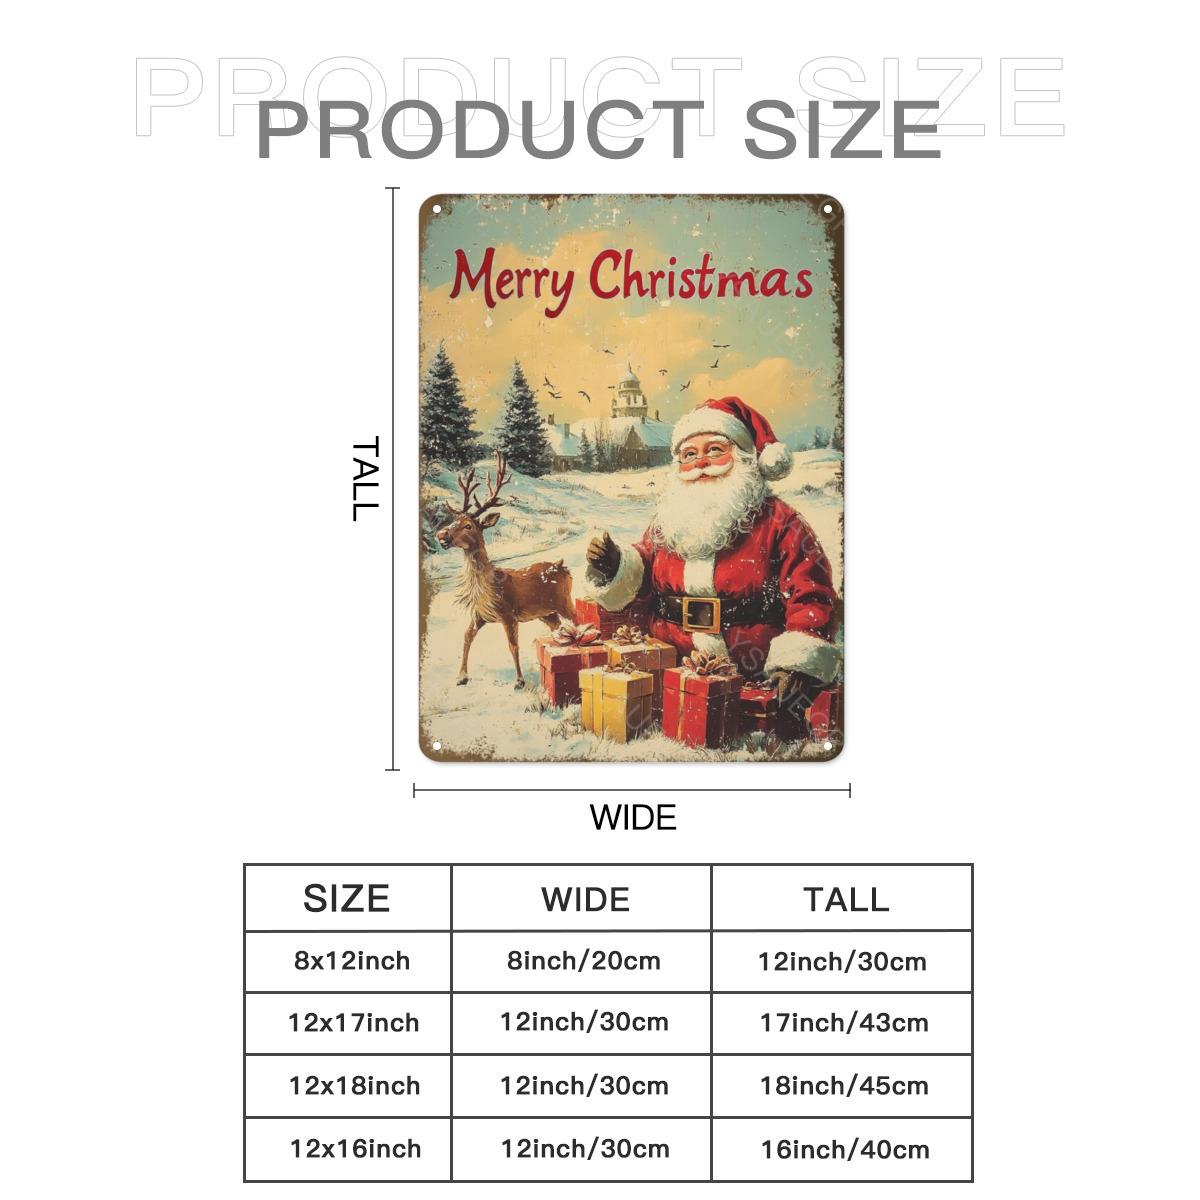 PRODUCT SIZE
PRODUCT SIZE
Merry Christmas
TALL
WIDE
SIZE WIDE TALL
8x12inch 8inch/20cm 12inch/30cm
12x17inch 12inch/30cm 17inch/43cm
12x18inch 12inch/30cm 18inch/45cm
12x16inch 12inch/30cm 16inch/40cm